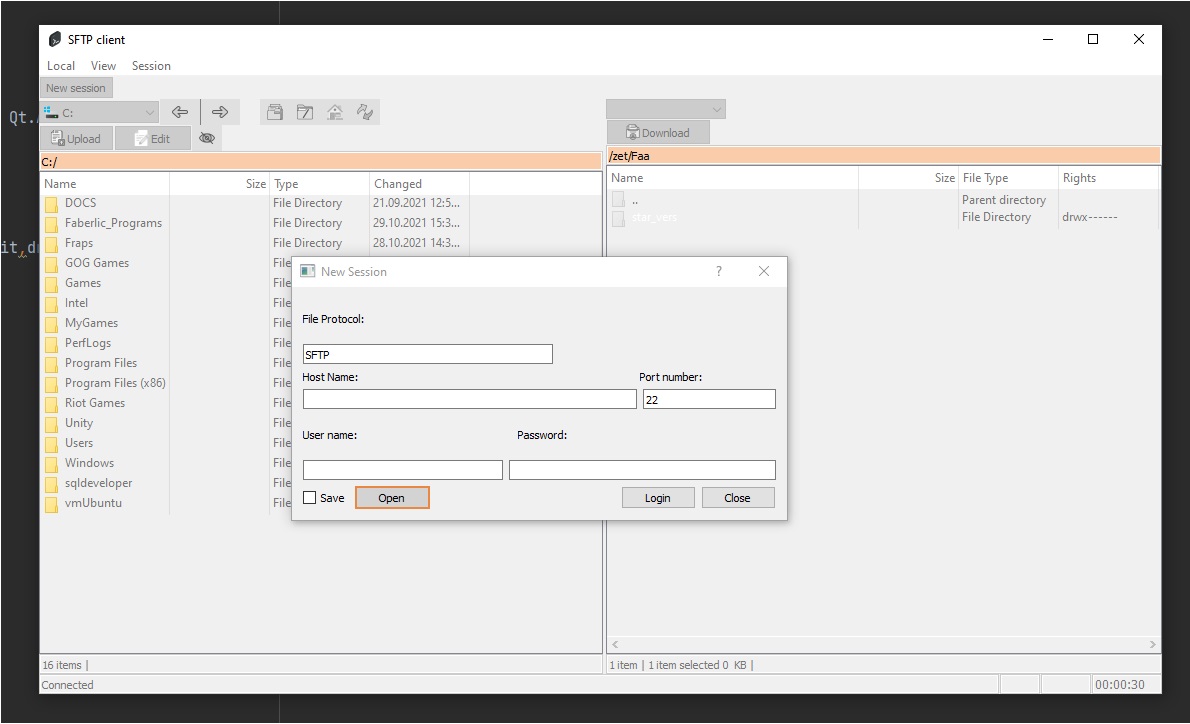 SFTP client
Local View Session
New session
Qt.
C:
Upload Edit
Download
C:/
/zet/Faa
Name Size Type Changed
Name Size File Type Rights
DOCS File Directory 21.09.2021 12:5...
.. Parent directory
Faberlic_Programs File Directory 29.10.2021 15:3...
star_vers File Directory drwx------
Fraps File Directory 28.10.2021 14:3...
it,d
GOG Games File
Games File
Intel File
MyGames File
PerfLogs File
Program Files File
Program Files (x86) File
Riot Games File
Unity File
Users File
Windows File
sqldeveloper File
vmUbuntu File
New Session ?
File Protocol:
SFTP
Host Name: Port number:
22
User name: Password:
Save Open Login Close
16 items |
1 item | 1 item selected 0 KB |
Connected 00:00:30